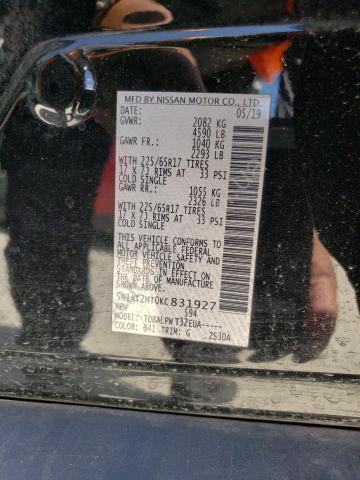 MFD BY NISSAN MOTOR CO., LTD.
DATE: 05/19
GVWR: 2082 KG
4590 LB
GAWR FR.: 1040 KG
2293 LB
WITH 225/65R17 TIRES
17 X 7J RIMS AT 33 PSI
COLD SINGLE
GAWR RR.: 1055 KG
2326 LB
WITH 225/65R17 TIRES
17 X 7J RIMS AT 33 PSI
COLD SINGLE
THIS VEHICLE CONFORMS TO
ALL APPLICABLE FEDERAL
MOTOR VEHICLE SAFETY
STANDARDS IN EFFECT ON THE
DATE OF MANUFACTURE SHOWN
ABOVE.
831927
MPV 594
MODEL:
COLOR: TRIM: G 2S30A